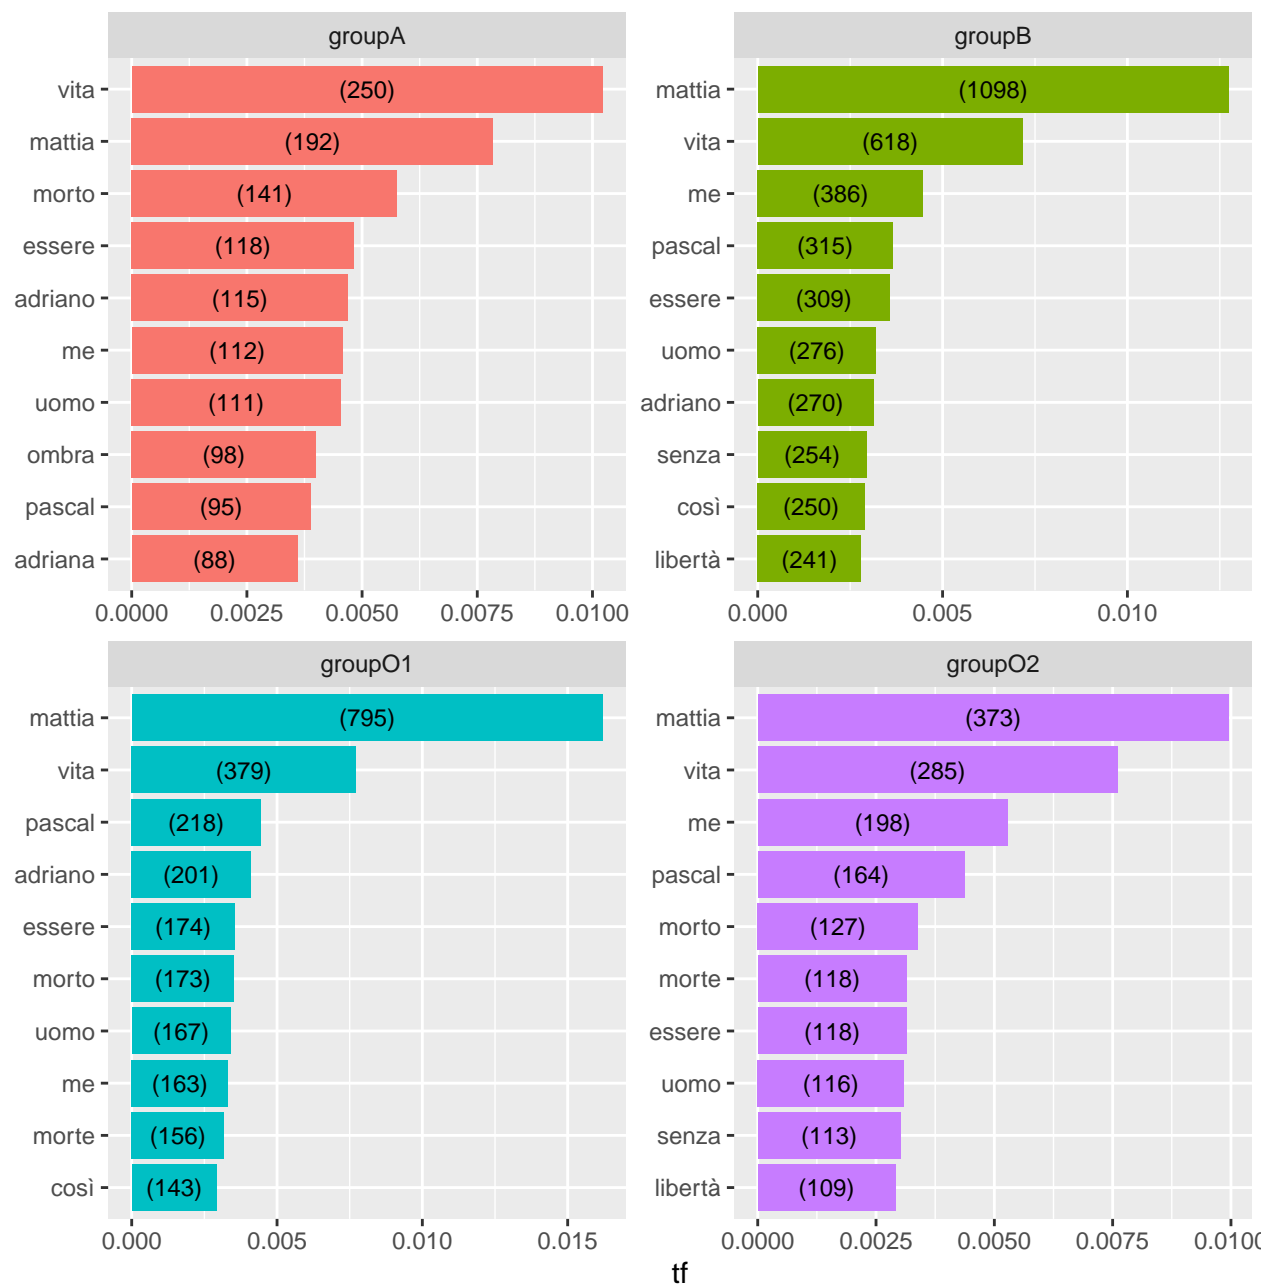 groupA
vita (250)
mattia (192)
morto (141)
essere (118)
adriano (115)
me (112)
uomo (111)
ombra (98)
pascal (95)
adriana (88)
0.0000 0.0025 0.0050 0.0075 0.0100
groupB
mattia (1098)
vita (618)
me (386)
pascal (315)
essere (309)
uomo (276)
adriano (270)
senza (254)
così (250)
libertà (241)
0.000 0.005 0.010
groupO1
mattia (795)
vita (379)
pascal (218)
adriano (201)
essere (174)
morto (173)
uomo (167)
me (163)
morte (156)
così (143)
0.000 0.005 0.010 0.015
groupO2
mattia (373)
vita (285)
me (198)
pascal (164)
morto (127)
morte (118)
essere (118)
uomo (116)
senza (113)
libertà (109)
0.0000 0.0025 0.0050 0.0075 0.0100
tf